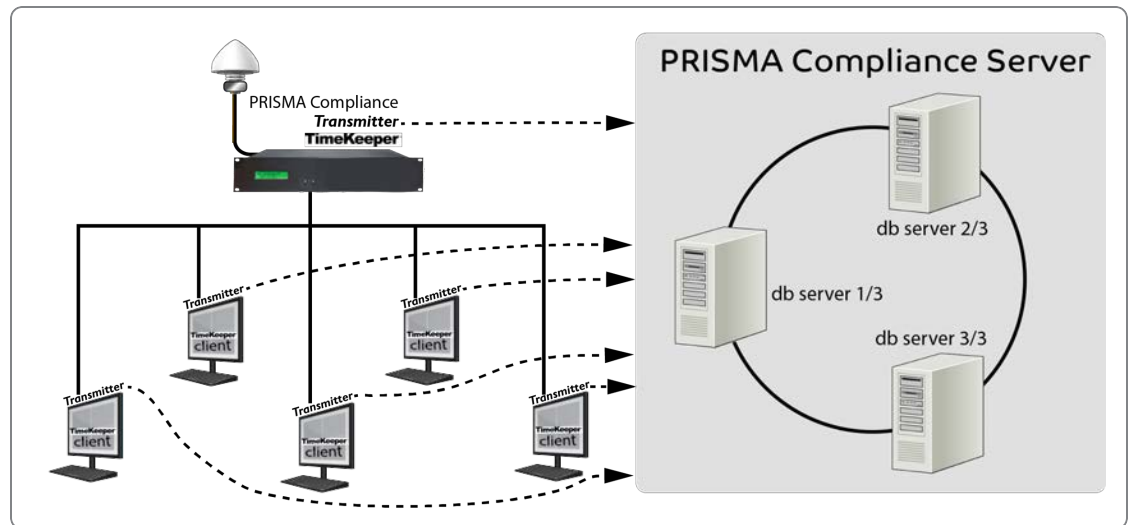 PRISMA Compliance Server
PRISMA Compliance
Transmitter
TimeKeeper
db server 2/3
db server 1/3
db server 3/3
Transmitter
TimeKeeper
client
Transmitter
TimeKeeper
client
Transmitter
TimeKeeper
client
Transmitter
TimeKeeper
client
Transmitter
TimeKeeper
client